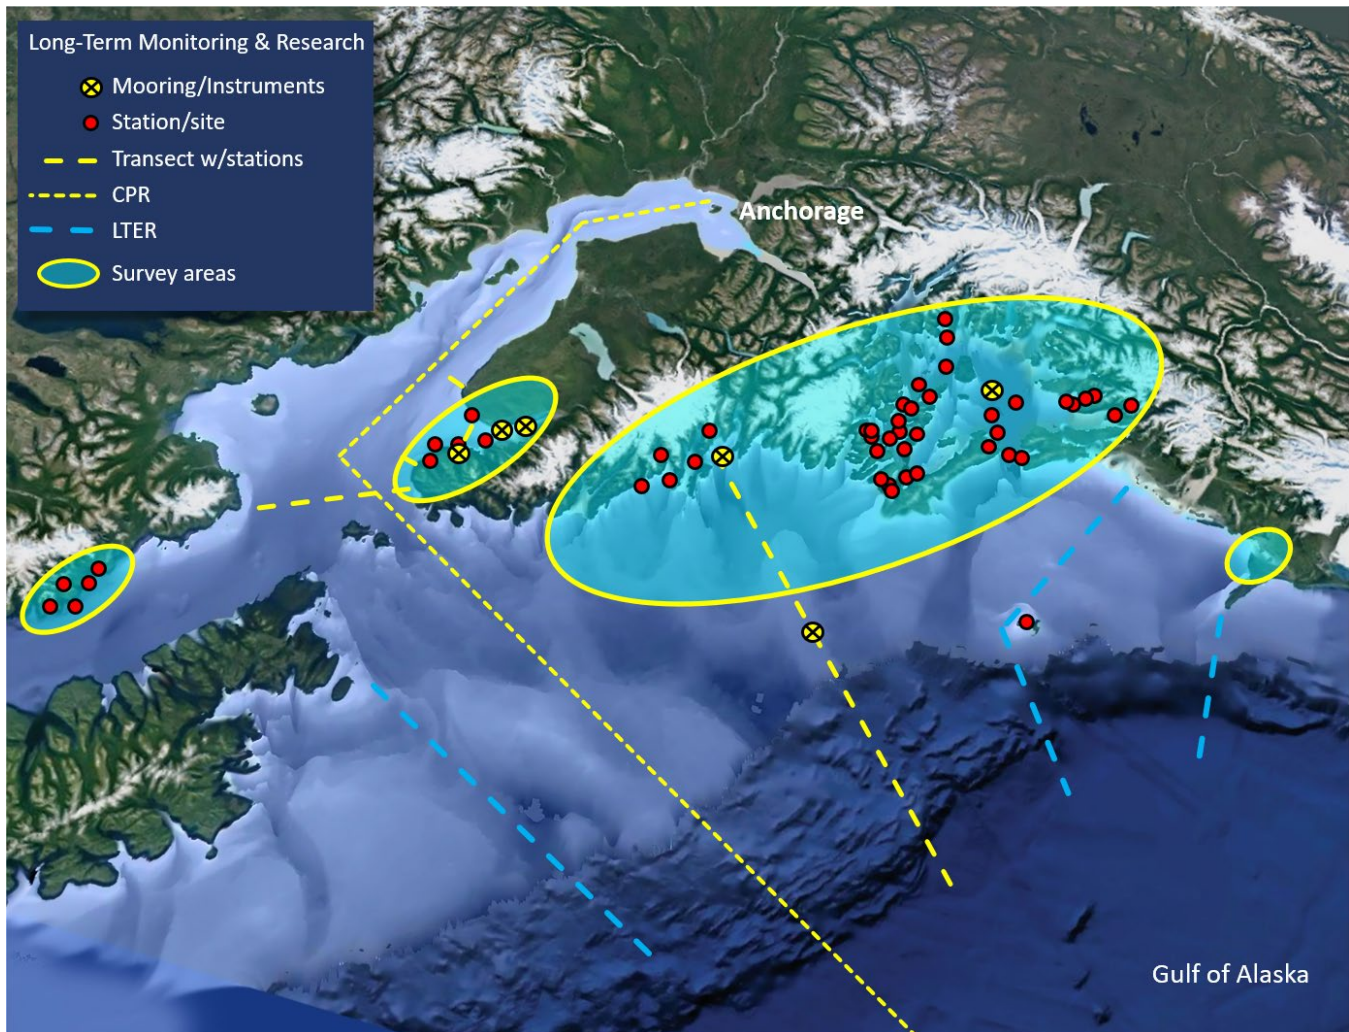 Long-Term Monitoring & Research
Mooring/Instruments
Station/site
Transect w/stations
CPR
LTER
Survey areas
Anchorage
Gulf of Alaska